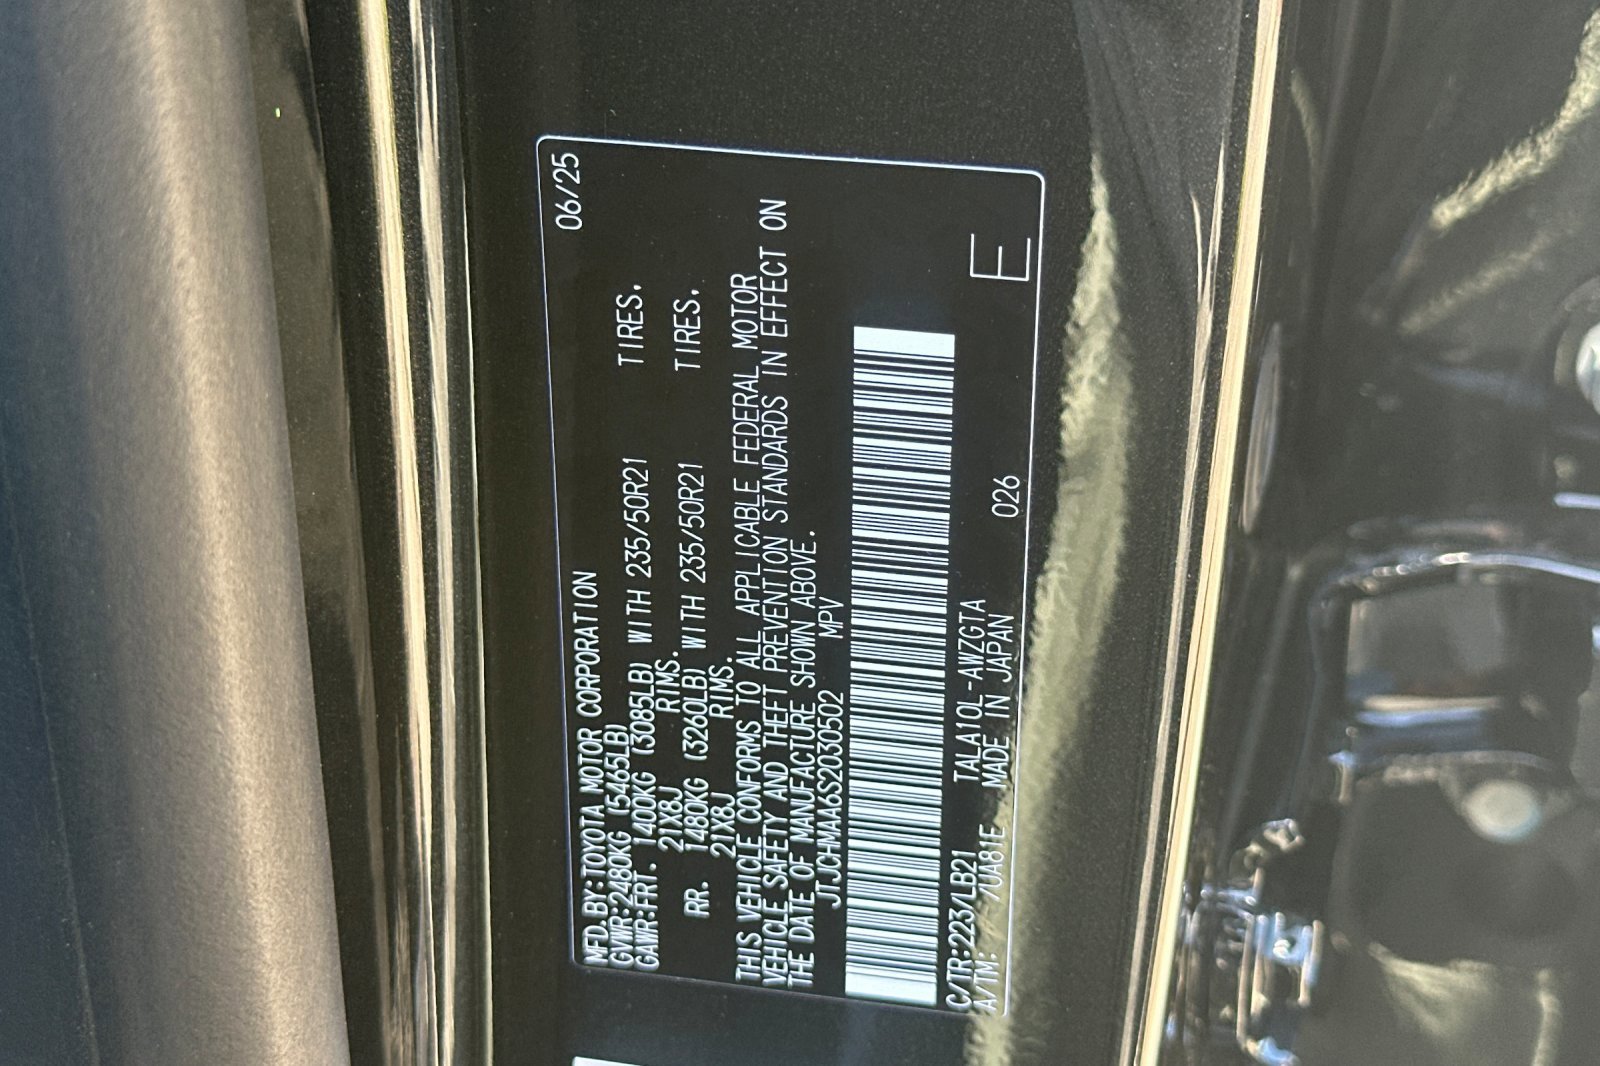 MFD.BY:TOYOTA MOTOR CORPORATION 06/25
GVWR:2480KG (5465LB)
GAWR:FRT. 1400KG (3085LB) WITH 235/50R21 TIRES.
21X8J RIMS.
RR. 1480KG (3260LB) WITH 235/50R21 TIRES.
21X8J RIMS.
THIS VEHICLE CONFORMS TO ALL APPLICABLE FEDERAL MOTOR
VEHICLE SAFETY AND THEFT PREVENTION STANDARDS IN EFFECT ON
THE DATE OF MANUFACTURE SHOWN ABOVE.
JTJCHMAA6S2030502 MPV
C/TR:223/LB21 TALA10L-AWZGTA
A/TM: - /UA81E MADE IN JAPAN 026 E